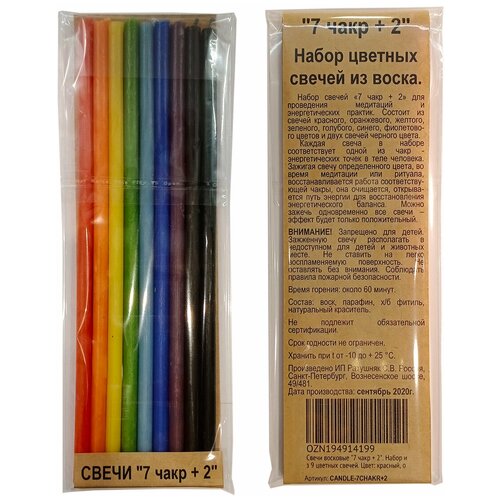 СВЕЧИ "7 чакр + 2"
"7 чакр + 2"
Набор цветных
свечей из воска.
Набор свечей «7 чакр + 2» для
проведения медитаций и
энергетических практик. Состоит из
свечей красного, оранжевого, желтого,
зеленого, голубого, синего, фиолетово-
го цветов и двух свечей черного цвета.
Каждая свеча в наборе
соответствует одной из чакр -
энергетических точек в теле человека.
Зажигая свечу определенного цвета, во
время медитации или ритуала,
восстанавливается работа соответству-
ющей чакры, она очищается, открыва-
ется путь энергии для восстановления
энергетического баланса. Можно
зажечь одновременно все свечи -
эффект будет только положительный.
ВНИМАНИЕ! Запрещено для детей.
Зажженную свечу располагать в
недоступном для детей и животных
месте. Не ставить на легко
воспламеняемую поверхность. Не
оставлять без внимания. Соблюдать
правила пожарной безопасности.
Время горения: около 60 минут.
Состав: воск, парафин, х/б фитиль,
натуральный краситель.
Не подлежит обязательной
сертификации.
Срок годности не ограничен.
Хранить при t от -10 до + 25 °C.
Произведено ИП Ратушняк С.В. Россия,
Санкт-Петербург, Вознесенское шоссе,
49/481.
Дата изготовления: сентябрь 2020г.
OZN194914199
Свечи восковые "7 чакр + 2". Набор и
з 9 цветных свечей. Цвет: красный, о
Артикул: CANDLE-7CHAKR+2